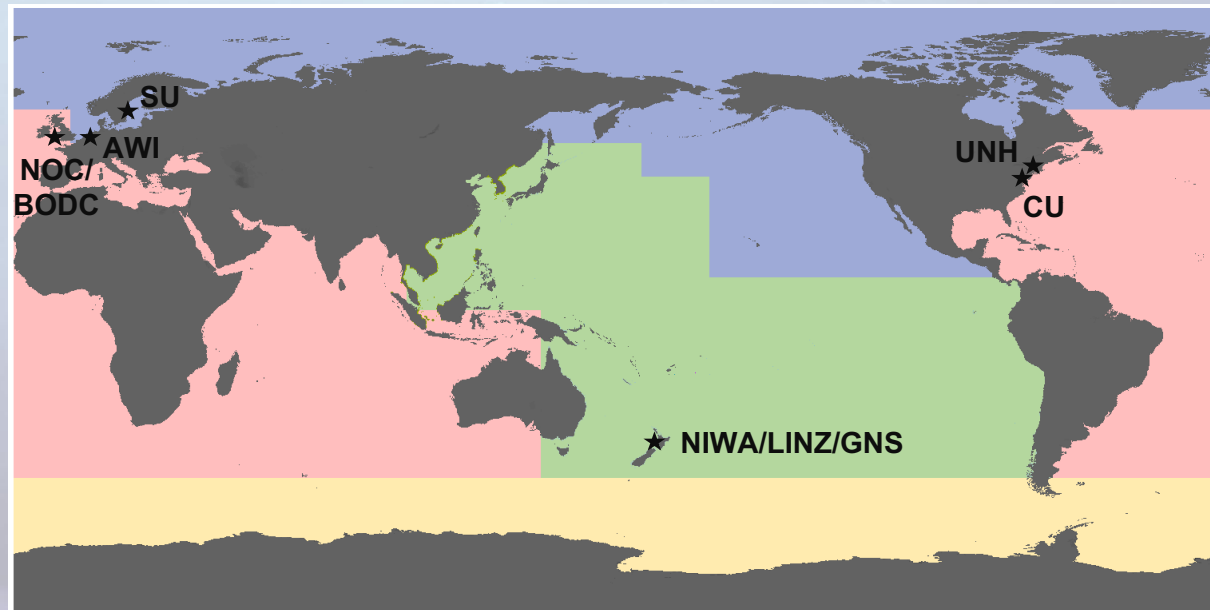 SU
AWI
NOC/
BODC
UNH
CU
NIWA/LINZ/GNS